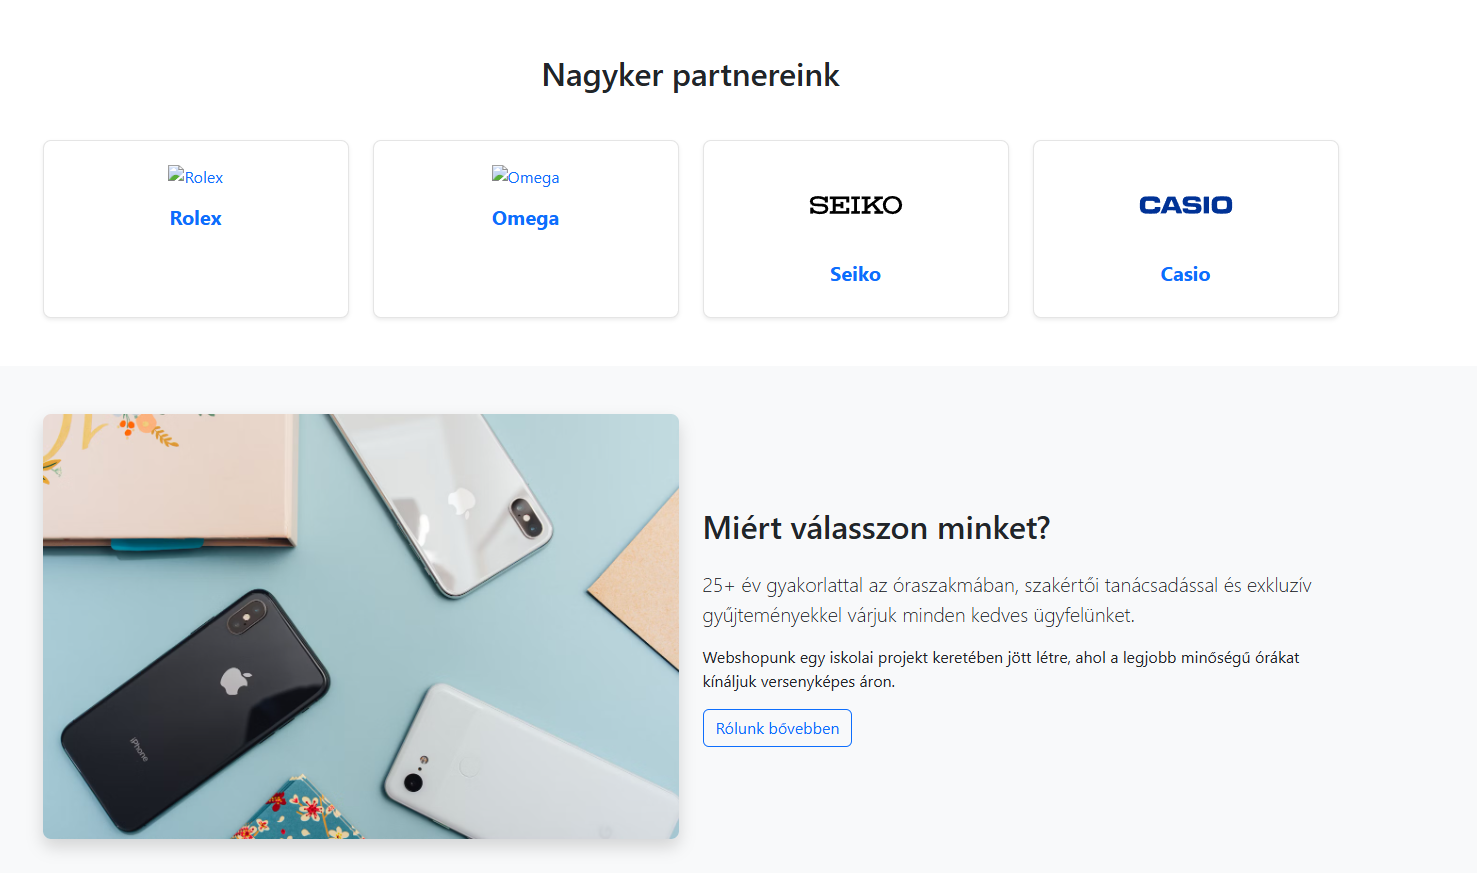 Nagyker partnereink
Rolex
Rolex
Omega
Omega
SEIKO
Seiko
CASIO
Casio
iPhone
Miért válasszon minket?
25+ év gyakorlattal az óraszakmában, szakértői tanácsadással és exkluzív
gyűjteményekkel várjuk minden kedves ügyfelünket.
Webshopunk egy iskolai projekt keretében jött létre, ahol a legjobb minőségű órákat
kínáljuk versenyképes áron.
Rólunk bővebben